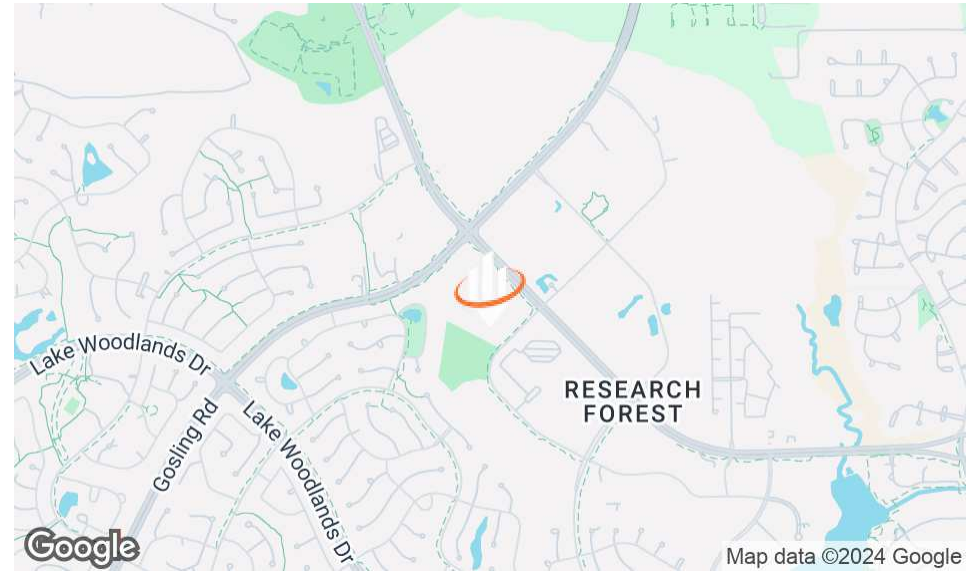 Lake Woodlands Dr
Gosling Rd
Lake Woodlands Dr
RESEARCH
FOREST
Google
Map data ©2024 Google